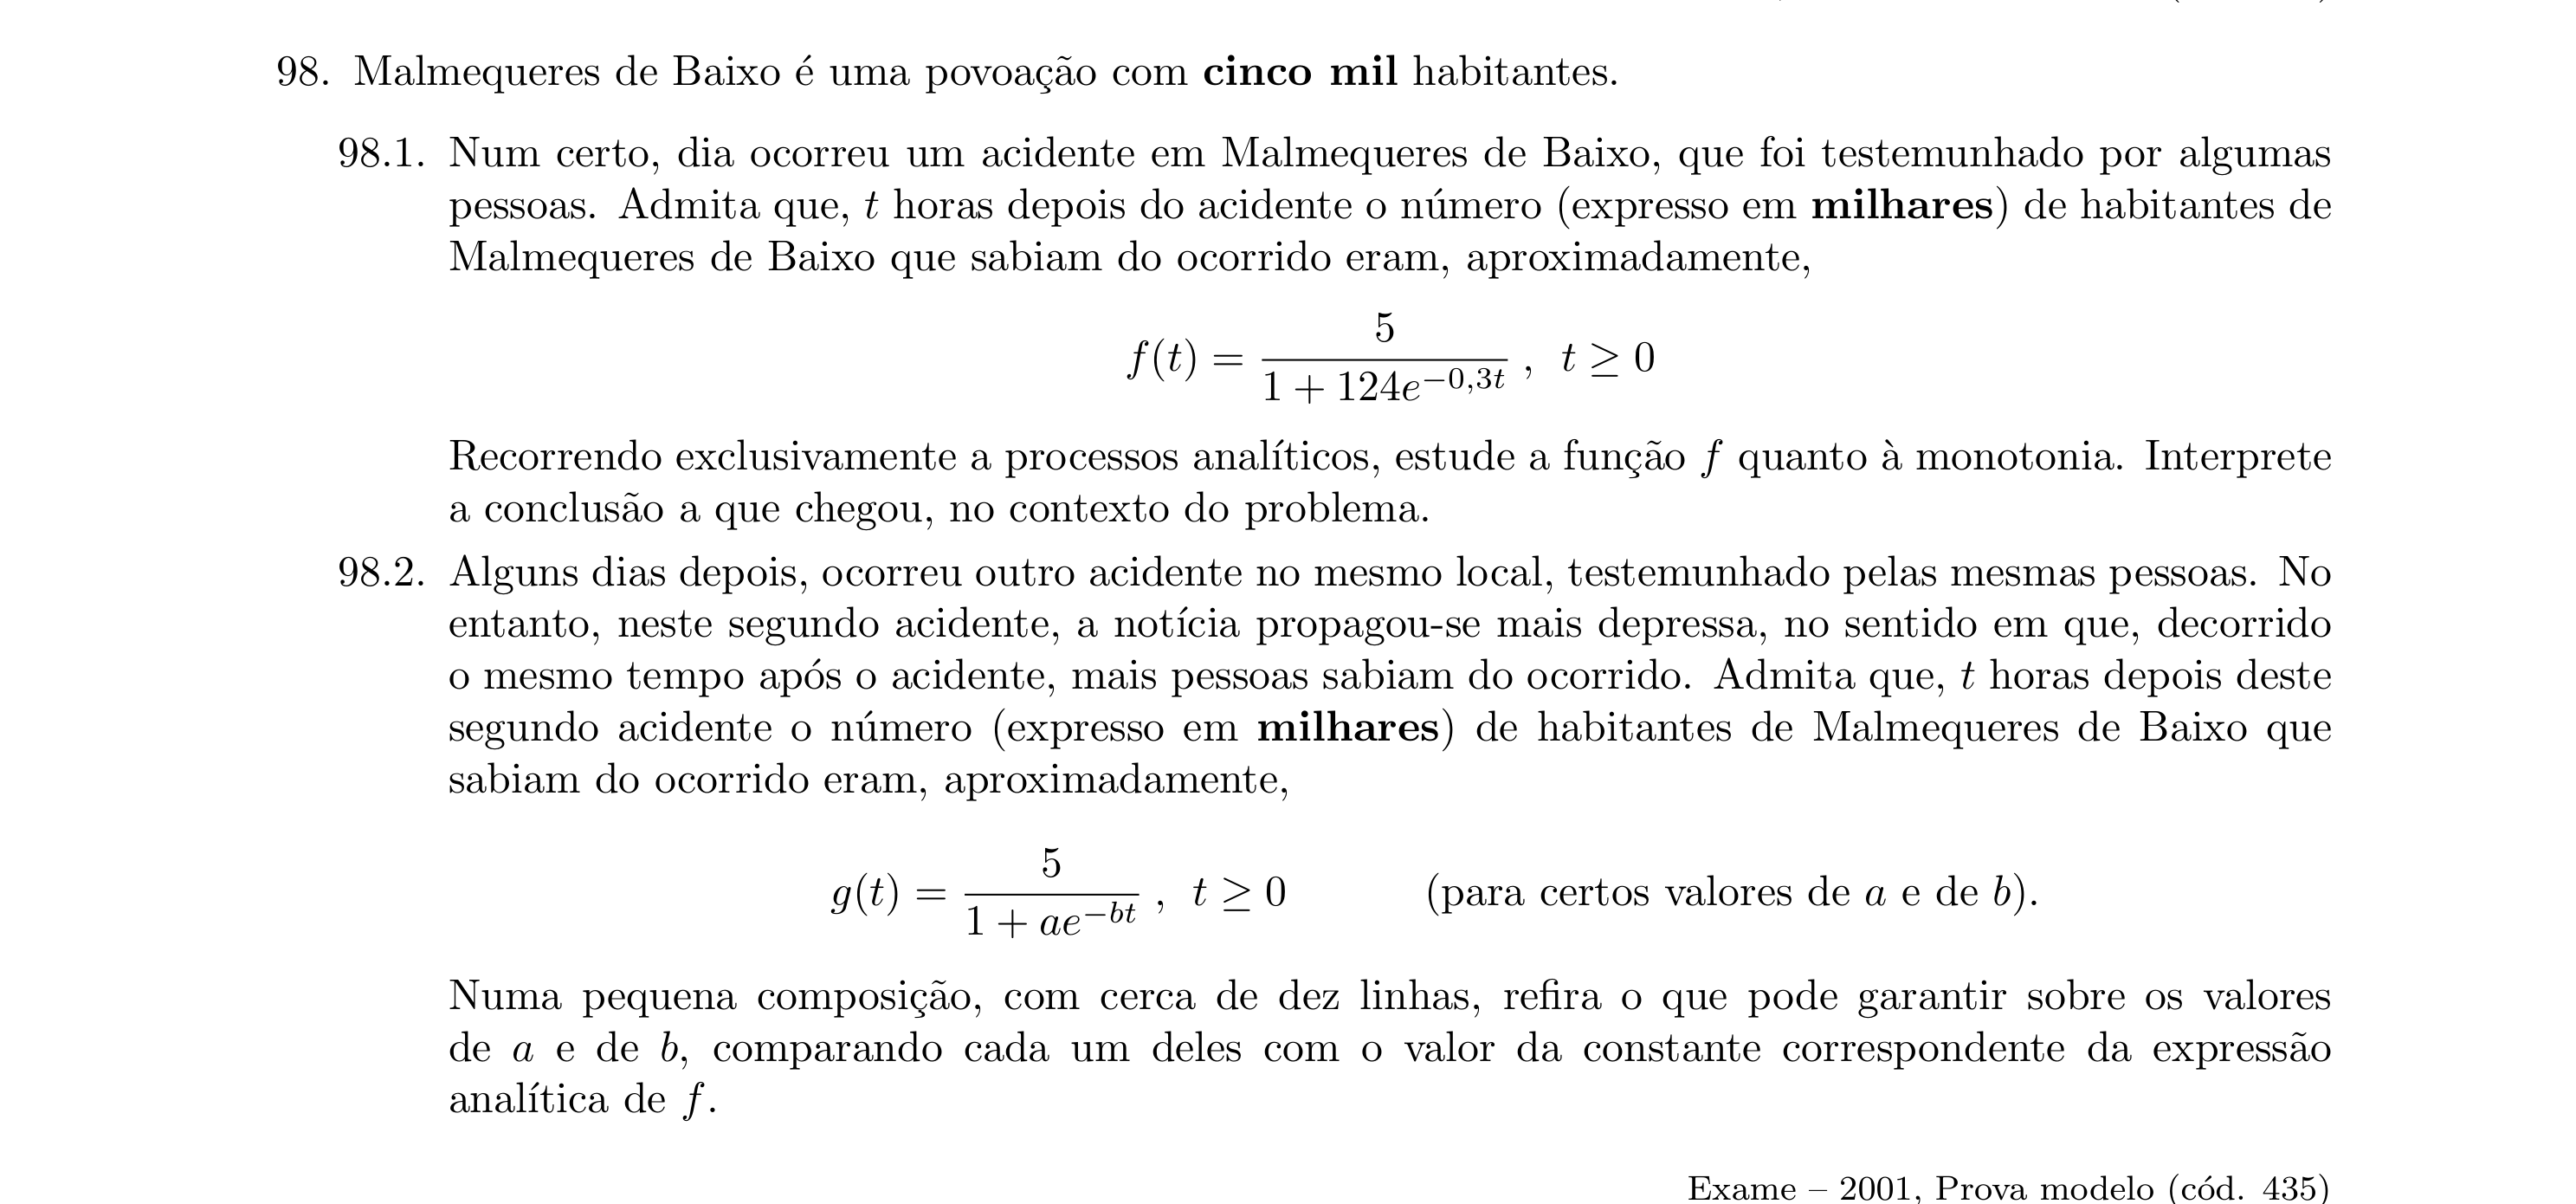 98. Malmequeres de Baixo é uma povoação com cinco mil habitantes.
98.1. Num certo, dia ocorreu um acidente em Malmequeres de Baixo, que foi testemunhado por algumas
pessoas. Admita que, t horas depois do acidente o número (expresso em milhares) de habitantes de
Malmequeres de Baixo que sabiam do ocorrido eram, aproximadamente,
f(t) = \frac{5}{1 + 124e^{-0,3t}} , t ≥ 0
Recorrendo exclusivamente a processos analíticos, estude a função f quanto à monotonia. Interprete
a conclusão a que chegou, no contexto do problema.
98.2. Alguns dias depois, ocorreu outro acidente no mesmo local, testemunhado pelas mesmas pessoas. No
entanto, neste segundo acidente, a notícia propagou-se mais depressa, no sentido em que, decorrido
o mesmo tempo após o acidente, mais pessoas sabiam do ocorrido. Admita que, t horas depois deste
segundo acidente o número (expresso em milhares) de habitantes de Malmequeres de Baixo que
sabiam do ocorrido eram, aproximadamente,
g(t) = \frac{5}{1 + ae^{-bt}} , t ≥ 0 (para certos valores de a e de b).
Numa pequena composição, com cerca de dez linhas, refira o que pode garantir sobre os valores
de a e de b, comparando cada um deles com o valor da constante correspondente da expressão
analítica de f.
Exame – 2001, Prova modelo (cód. 435)